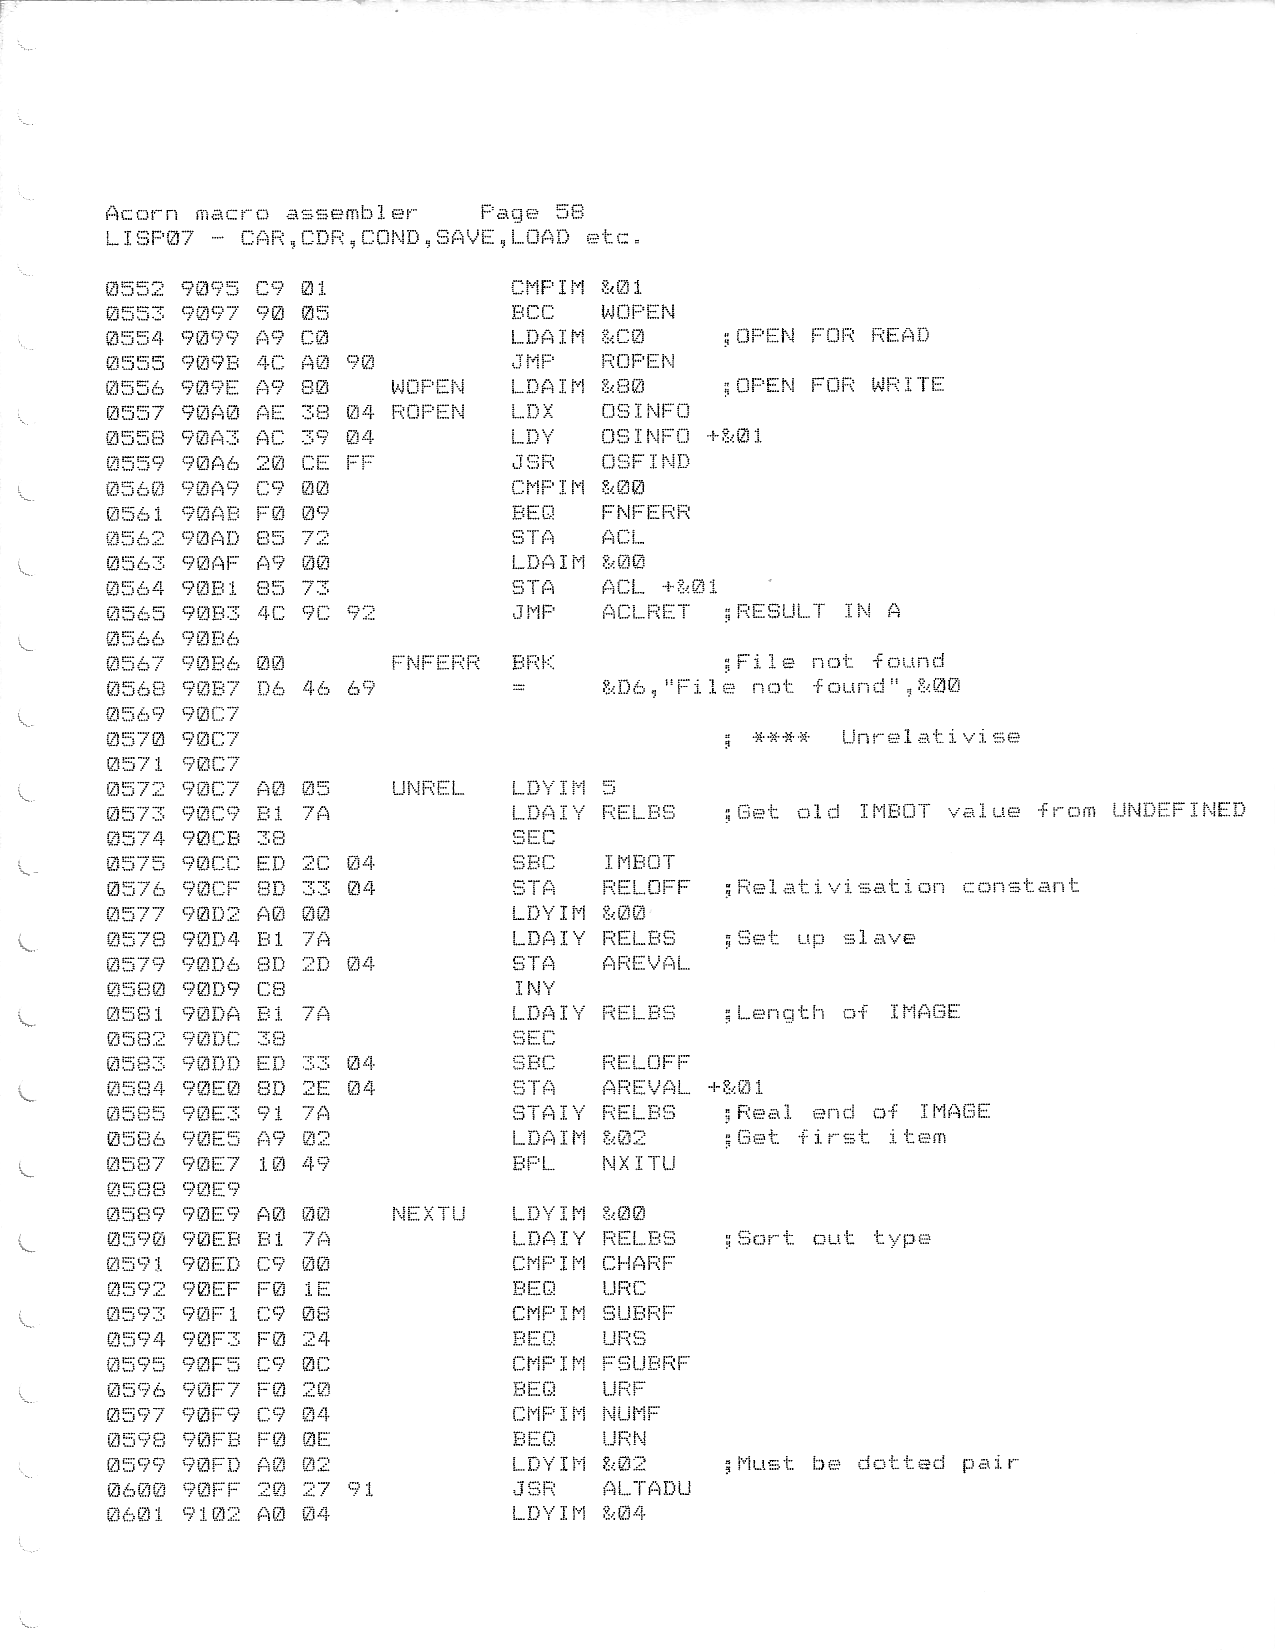 Acorn macro assembler    Page 58
LISP07 - CAR,CDR,COND,SAVE,LOAD etc.

0552 9095 C9 01            CMPIM &01
0553 9097 90 05            BCC   WOPEN
0554 9099 A9 C0            LDAIM &C0     ;OPEN FOR READ
0555 909B 4C A0 90         JMP   ROPEN
0556 909E A9 80    WOPEN   LDAIM &80     ;OPEN FOR WRITE
0557 90A0 AE 38 04 ROPEN   LDX   OSINFO
0558 90A3 AC 39 04         LDY   OSINFO +&01
0559 90A6 20 CE FF         JSR   OSFIND
0560 90A9 C9 00            CMPIM &00
0561 90AB F0 09            BEQ   FNFERR
0562 90AD 85 72            STA   ACL
0563 90AF A9 00            LDAIM &00
0564 90B1 85 73            STA   ACL +&01
0565 90B3 4C 9C 92         JMP   ACLRET  ;RESULT IN A
0566 90B6
0567 90B6 00       FNFERR  BRK           ;File not found
0568 90B7 D6 46 69         =     &D6,"File not found",&00
0569 90C7
0570 90C7                                ; ****  Unrelativise
0571 90C7
0572 90C7 A0 05    UNREL   LDYIM 5
0573 90C9 B1 7A            LDAIY RELBS   ;Get old IMBOT value from UNDEFINED
0574 90CB 38               SEC
0575 90CC ED 2C 04         SBC   IMBOT
0576 90CF 8D 33 04         STA   RELOFF  ;Relativisation constant
0577 90D2 A0 00            LDYIM &00
0578 90D4 B1 7A            LDAIY RELBS   ;Set up slave
0579 90D6 8D 2D 04         STA   AREVAL
0580 90D9 C8               INY
0581 90DA B1 7A            LDAIY RELBS   ;Length of IMAGE
0582 90DC 38               SEC
0583 90DD ED 33 04         SBC   RELOFF
0584 90E0 8D 2E 04         STA   AREVAL +&01
0585 90E3 91 7A            STAIY RELBS   ;Real end of IMAGE
0586 90E5 A9 02            LDAIM &02     ;Get first item
0587 90E7 10 49            BPL   NXITU
0588 90E9
0589 90E9 A0 00    NEXTU   LDYIM &00
0590 90EB B1 7A            LDAIY RELBS   ;Sort out type
0591 90ED C9 00            CMPIM CHARF
0592 90EF F0 1E            BEQ   URC
0593 90F1 C9 08            CMPIM SUBRF
0594 90F3 F0 24            BEQ   URS
0595 90F5 C9 0C            CMPIM FSUBRF
0596 90F7 F0 20            BEQ   URF
0597 90F9 C9 04            CMPIM NUMF
0598 90FB F0 0E            BEQ   URN
0599 90FD A0 02            LDYIM &02     ;Must be dotted pair
0600 90FF 20 27 91         JSR   ALTADU
0601 9102 A0 04            LDYIM &04